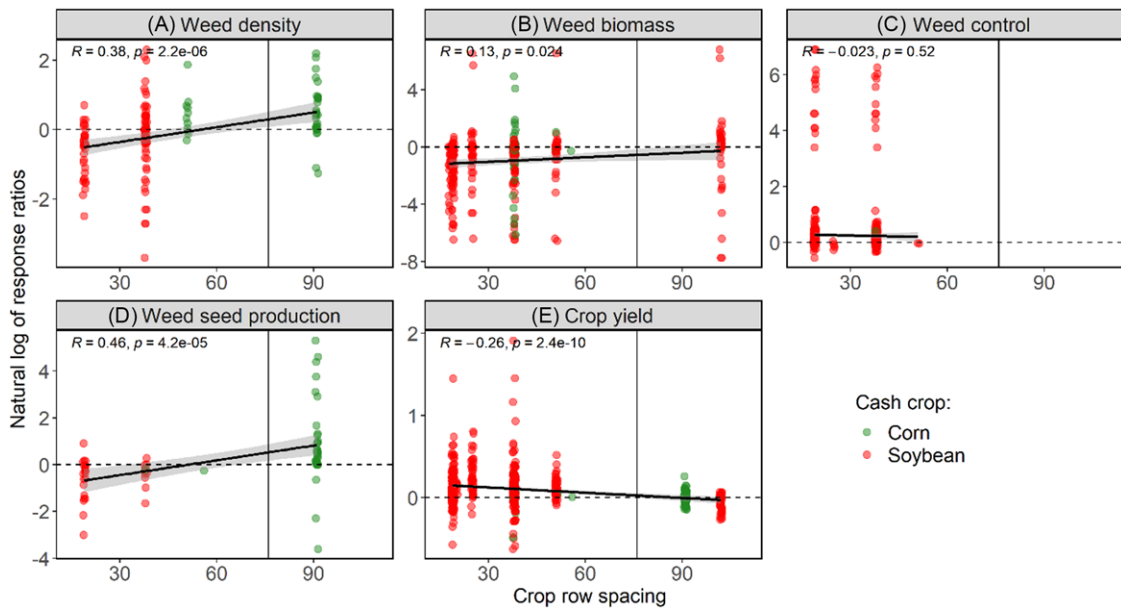 (A) Weed density
(B) Weed biomass
(C) Weed control
R = 0.38, p = 2.2e-06
R = 0.13, p = 0.024
R = −0.023, p = 0.52
2
0
-2
30
60
90
4
0
-4
-8
30
60
90
6
4
2
0
30
60
90
(D) Weed seed production
(E) Crop yield
R = 0.46, p = 4.2e-05
R = −0.26, p = 2.4e-10
4
2
0
-2
-4
30
60
90
2
1
0
30
60
90
Natural log of response ratios
Crop row spacing
Cash crop:
Corn
Soybean